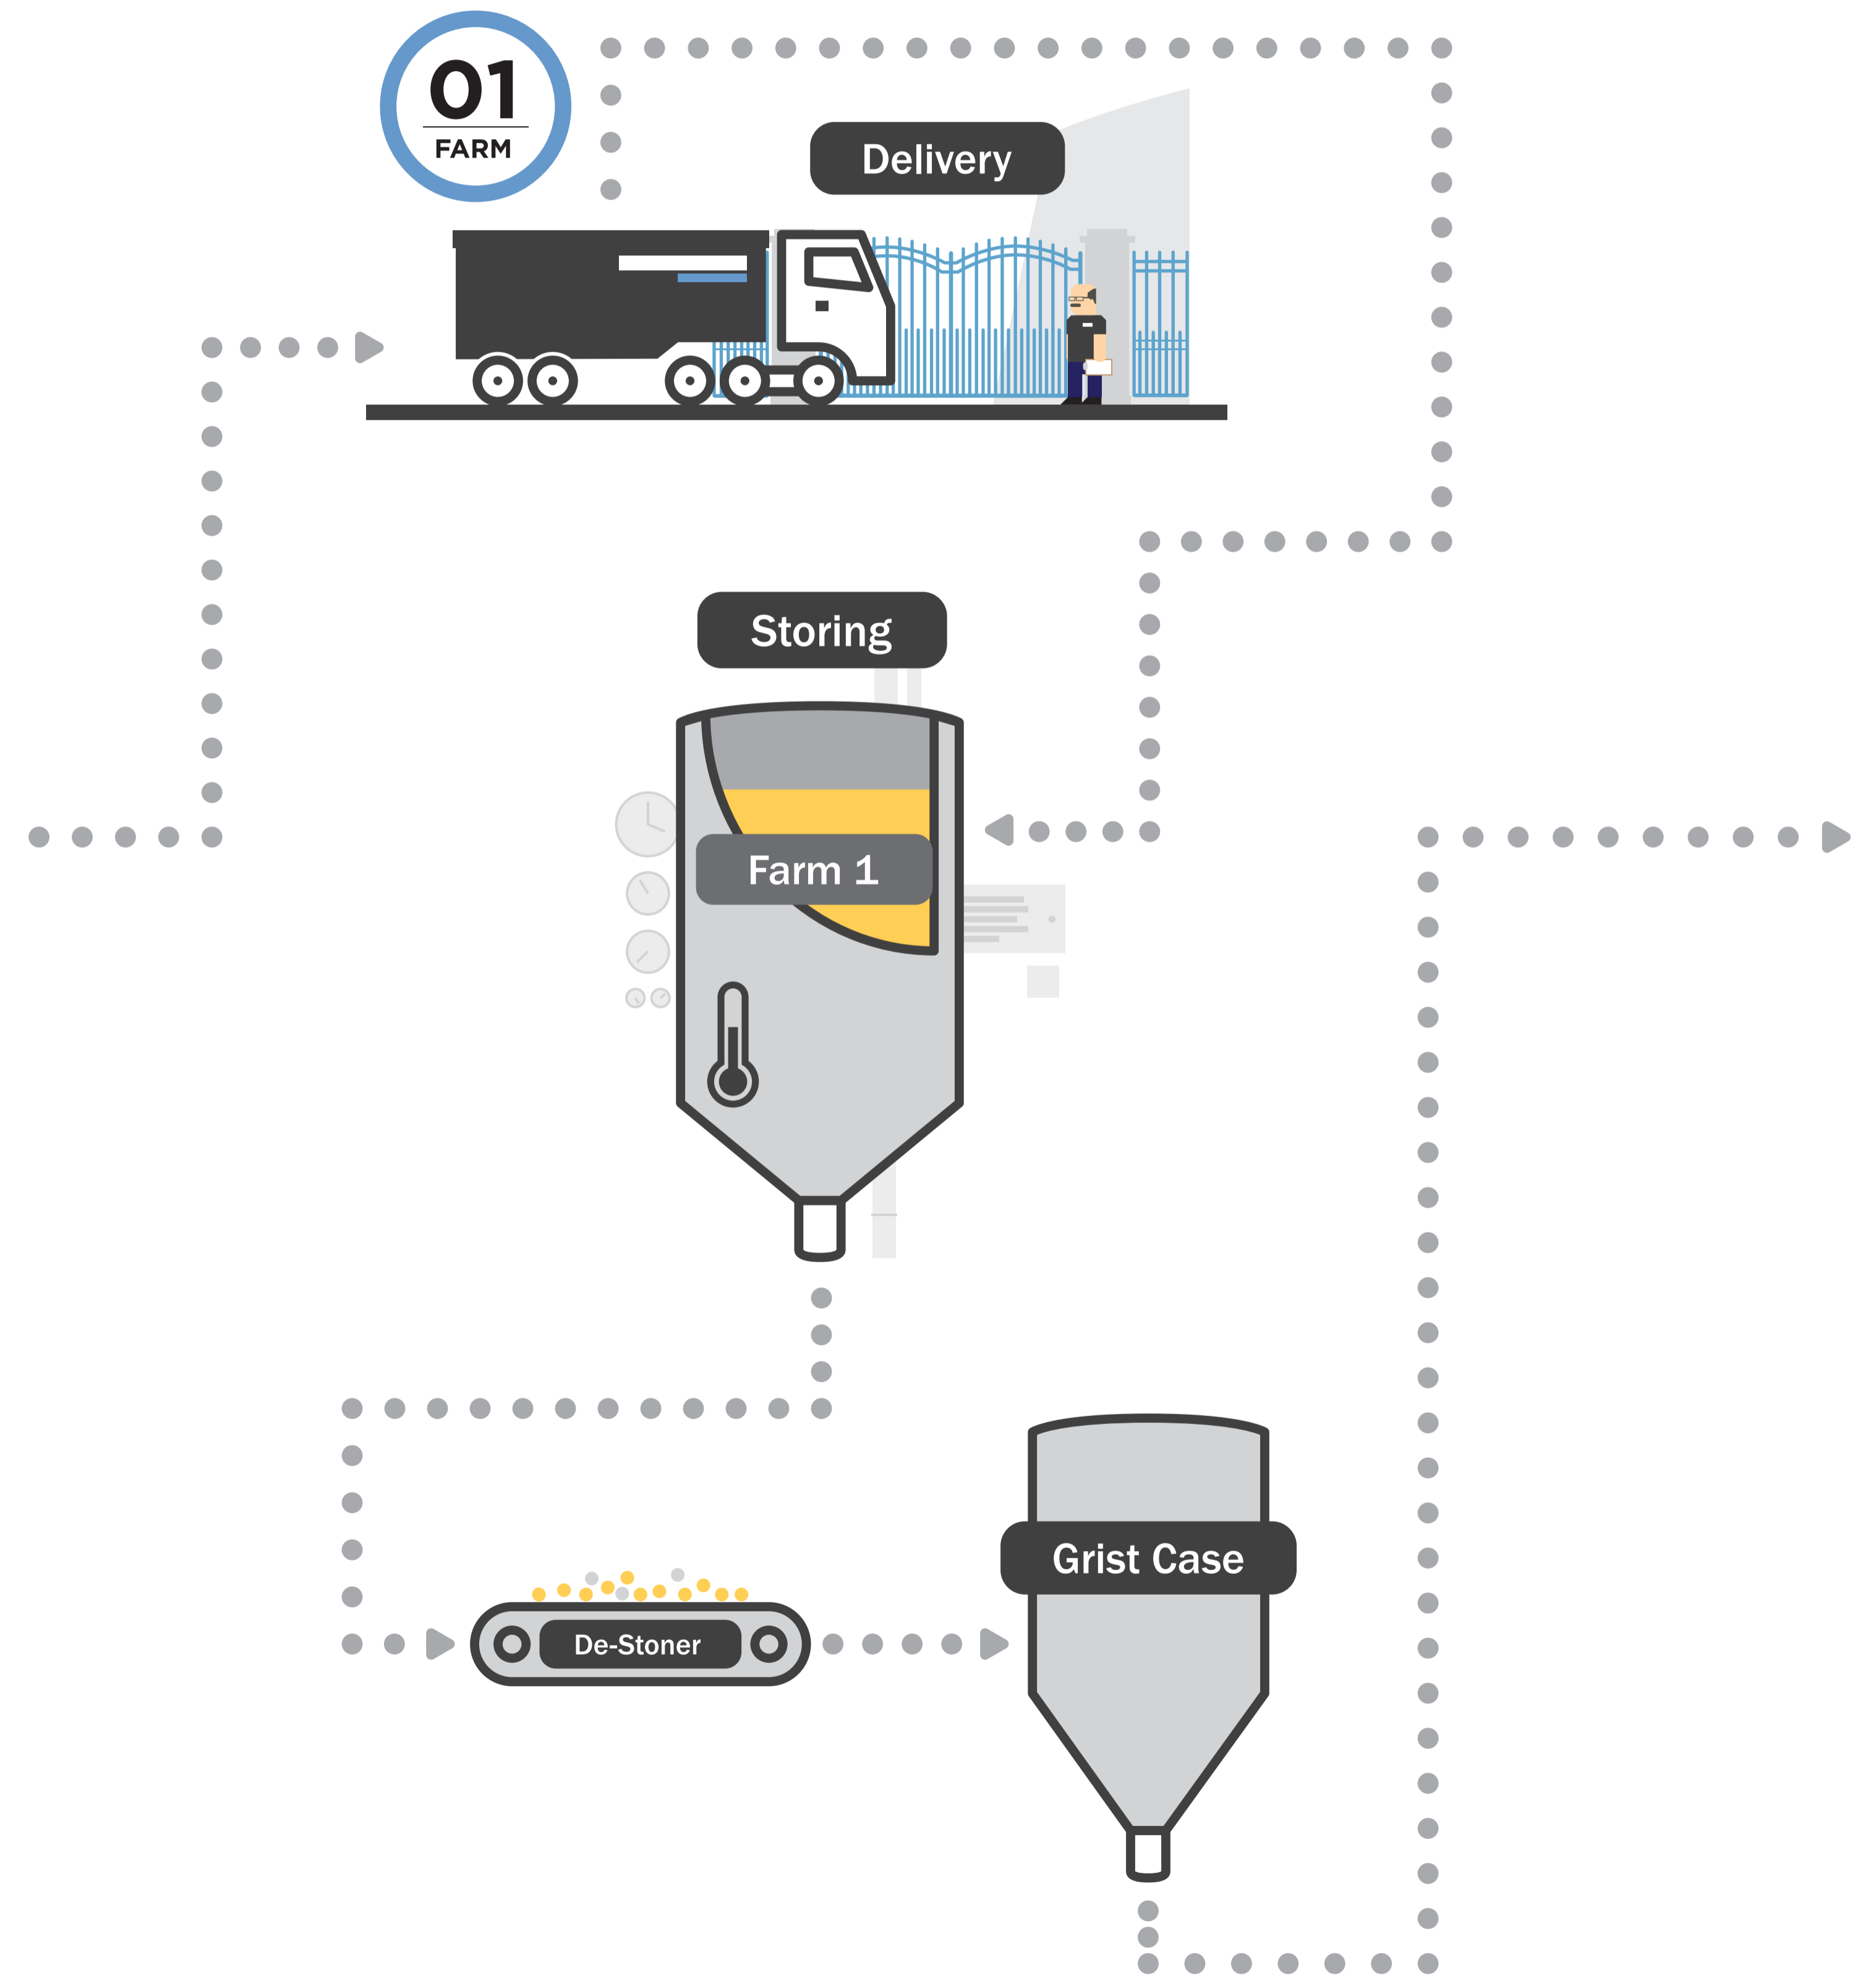 01
FARM
Delivery
Storing
Farm 1
De-Stoner
Grist Case